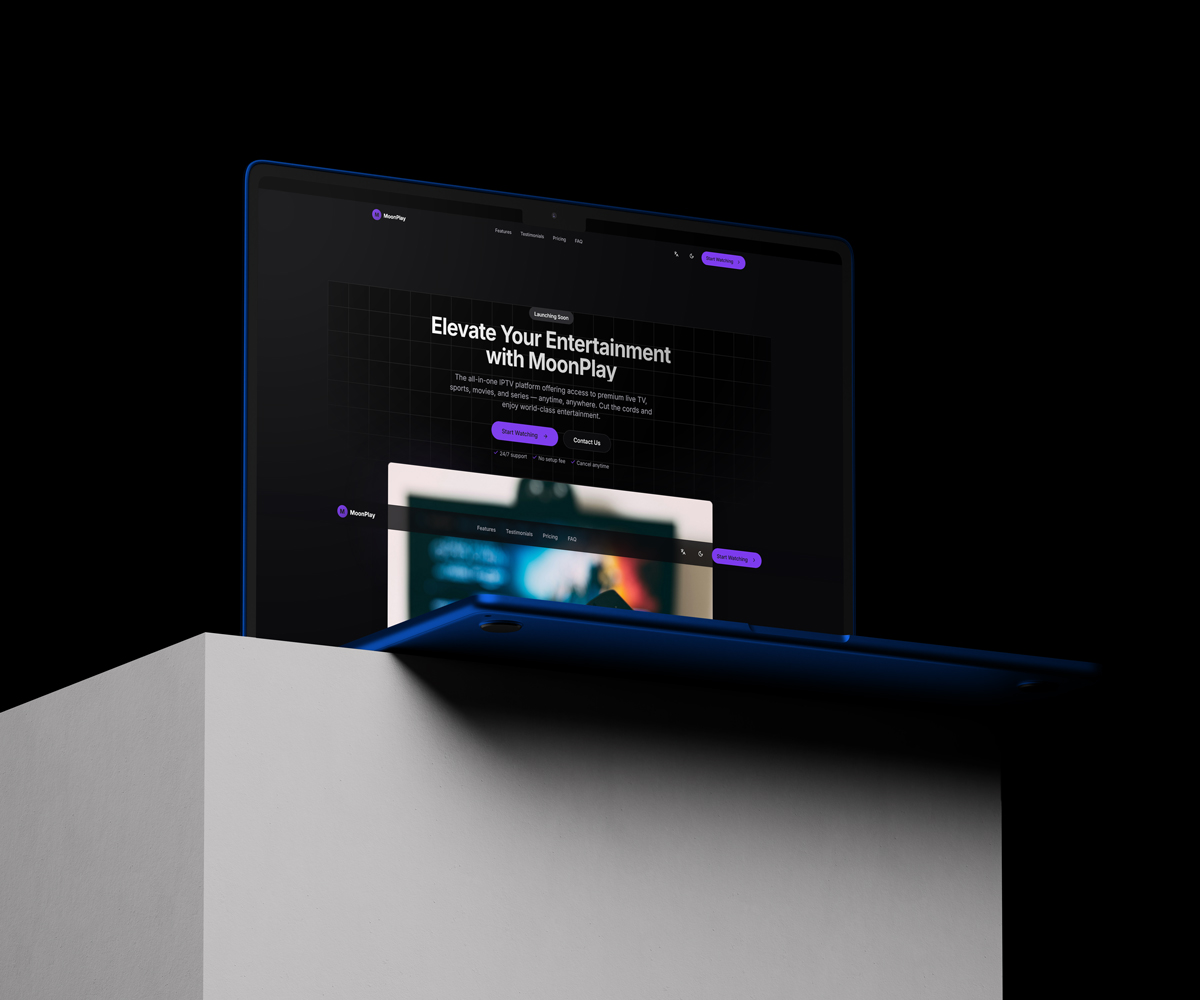 MoonPlay
Features Testimonials Pricing FAQ
Start Watching
Launching Soon
Elevate Your Entertainment
with MoonPlay
The all-in-one IPTV platform offering access to premium live TV,
sports, movies, and series — anytime, anywhere. Cut the cords and
enjoy world-class entertainment.
Start Watching
Contact Us
24/7 support No setup fee Cancel anytime
M MoonPlay
Features Testimonials Pricing FAQ
Start Watching